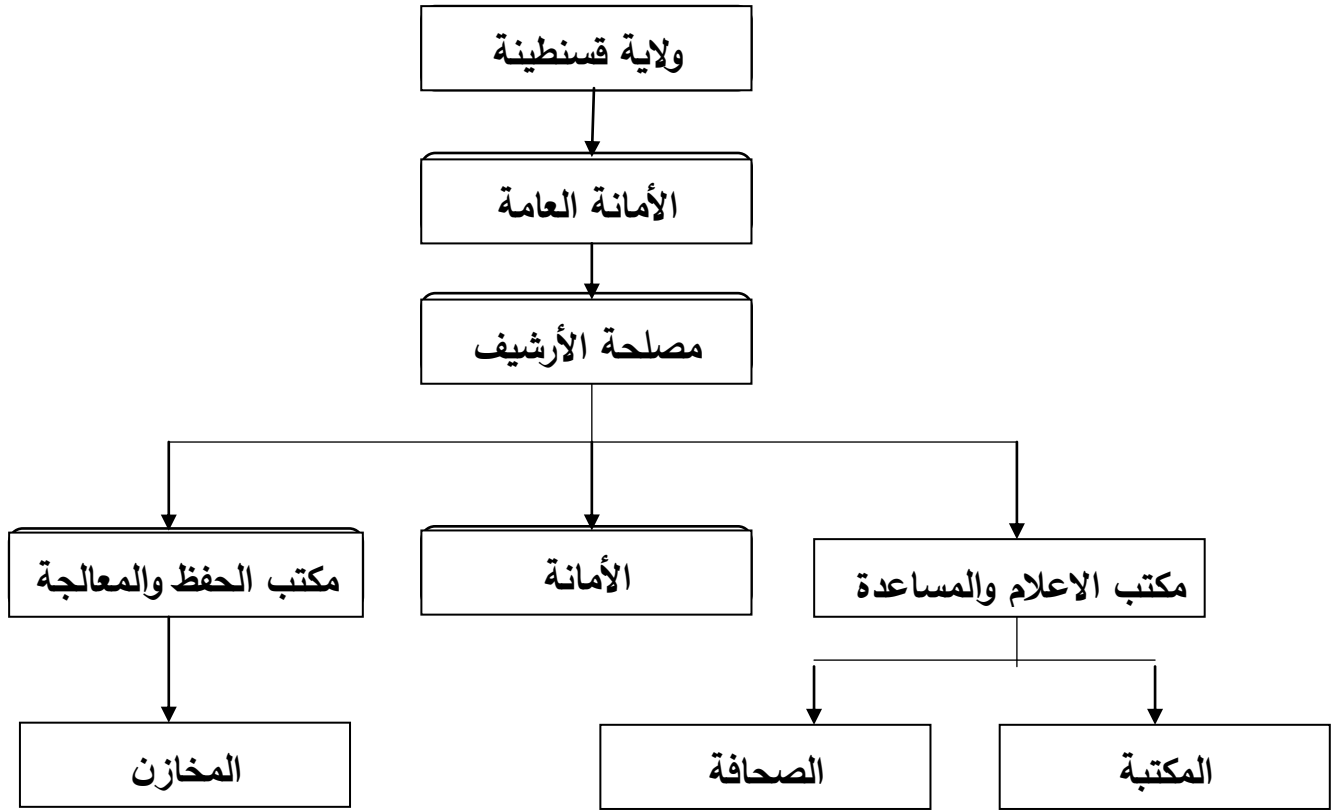 ولاية قسنطينة
الأمانة العامة
مصلحة الأرشيف
مكتب الاعلام والمساعدة
الأمانة
مكتب الحفظ والمعالجة
المكتبة
الصحافة
المخازن